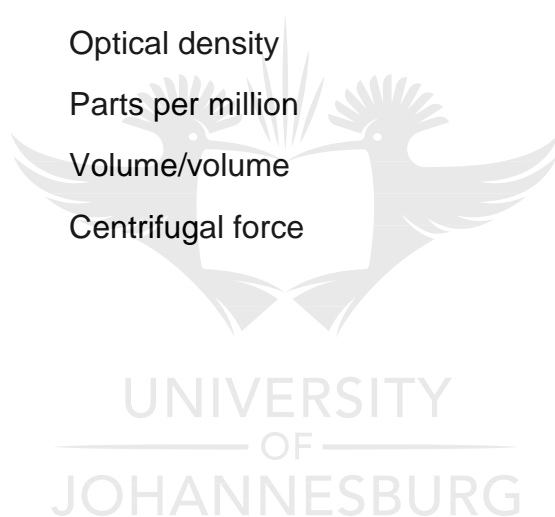 Optical density
Parts per million
Volume/volume
Centrifugal force
UNIVERSITY
OF
JOHANNESBURG